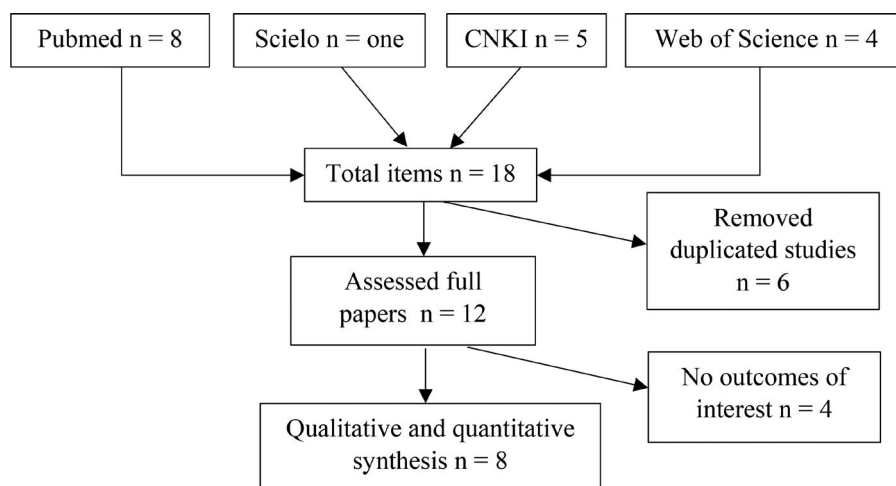 Pubmed n = 8
Scielo n = one
CNKI n = 5
Web of Science n = 4
Total items n = 18
Removed
duplicated studies
n = 6
Assessed full
papers n = 12
No outcomes of
interest n = 4
Qualitative and quantitative
synthesis n = 8